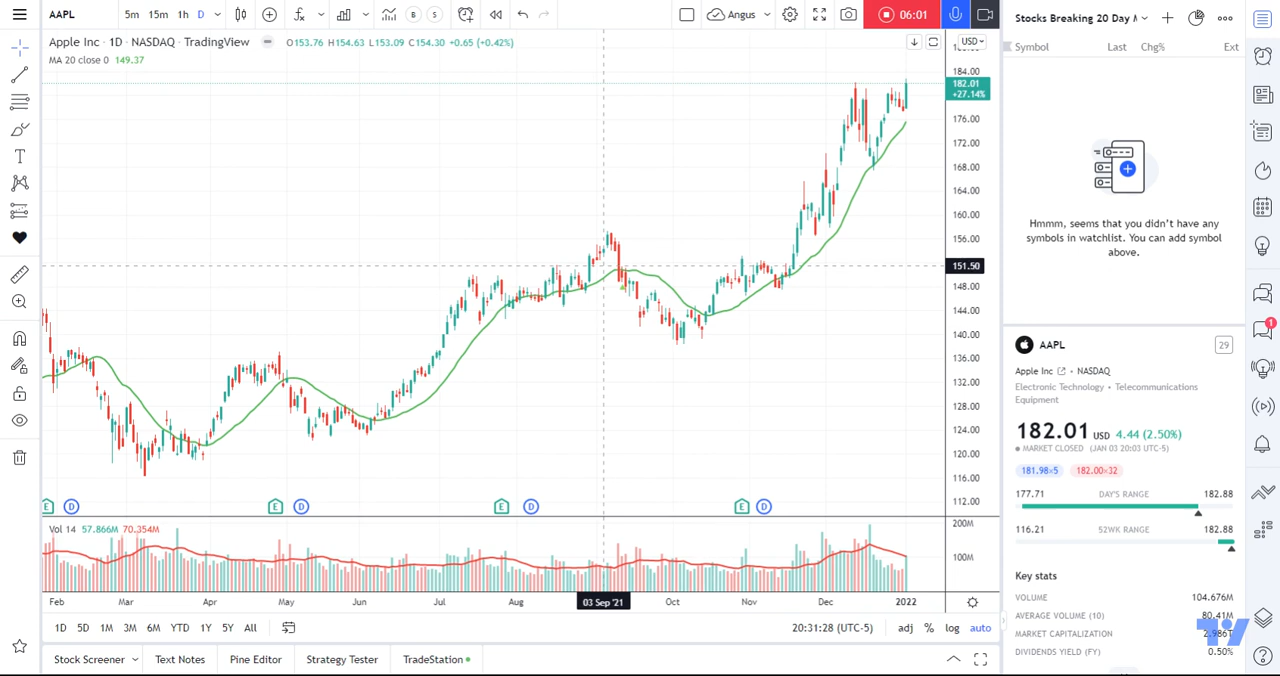 AAPL
5m 15m 1h D
B S
Angus
06:01
Stocks Breaking 20 Day M
Apple Inc · 1D · NASDAQ · TradingView
O153.76 H154.63 L153.09 C154.30 +0.65 (+0.42%)
MA 20 close 0 149.37
USD
Symbol Last Chg% Ext
184.00
182.01
+27.14%
176.00
172.00
168.00
164.00
160.00
156.00
151.50
148.00
144.00
140.00
136.00
132.00
128.00
124.00
120.00
116.00
112.00
Hmmm, seems that you didn't have any
symbols in watchlist. You can add symbol
above.
1
AAPL
29
Apple Inc • NASDAQ
Electronic Technology • Telecommunications
Equipment
182.01 USD 4.44 (2.50%)
MARKET CLOSED (JAN 03 20:03 UTC-5)
181.98×5 182.00×32
177.71 DAY'S RANGE 182.88
116.21 52WK RANGE 182.88
E D E D E D E D
Vol 14 57.866M 70.354M
200M
100M
Feb Mar Apr May Jun Jul Aug 03 Sep '21 Oct Nov Dec 2022
Key stats
VOLUME 104.676M
AVERAGE VOLUME (10) 80.41M
MARKET CAPITALIZATION 2.986T
DIVIDENDS YIELD (FY) 0.50%
1D 5D 1M 3M 6M YTD 1Y 5Y All
20:31:28 (UTC-5) adj % log auto
Stock Screener Text Notes Pine Editor Strategy Tester TradeStation